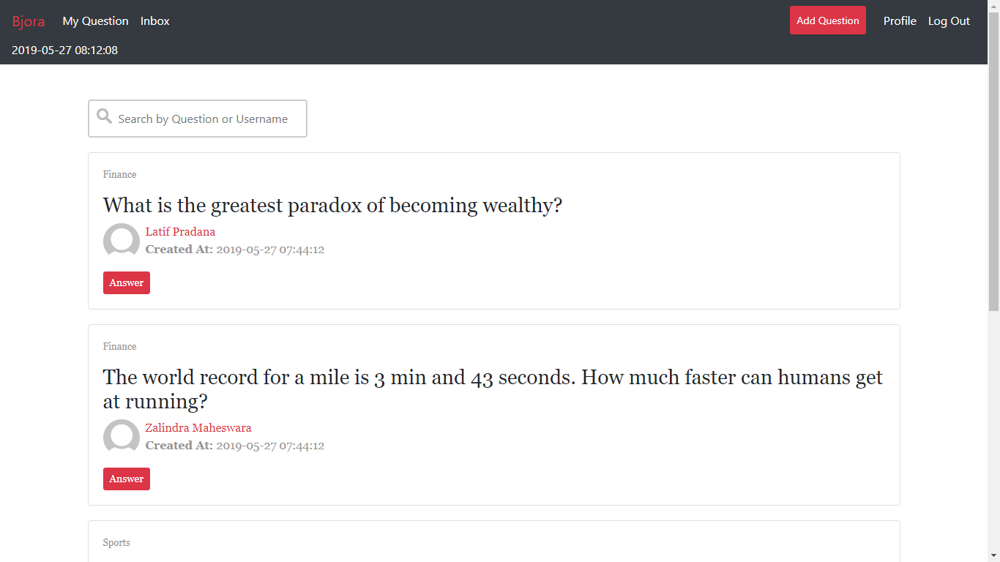 Bjora My Question Inbox Add Question Profile Log Out
2019-05-27 08:12:08
Search by Question or Username
Finance
What is the greatest paradox of becoming wealthy?
Latif Pradana
Created At: 2019-05-27 07:44:12
Answer
Finance
The world record for a mile is 3 min and 43 seconds. How much faster can humans get
at running?
Zalindra Maheswara
Created At: 2019-05-27 07:44:12
Answer
Sports